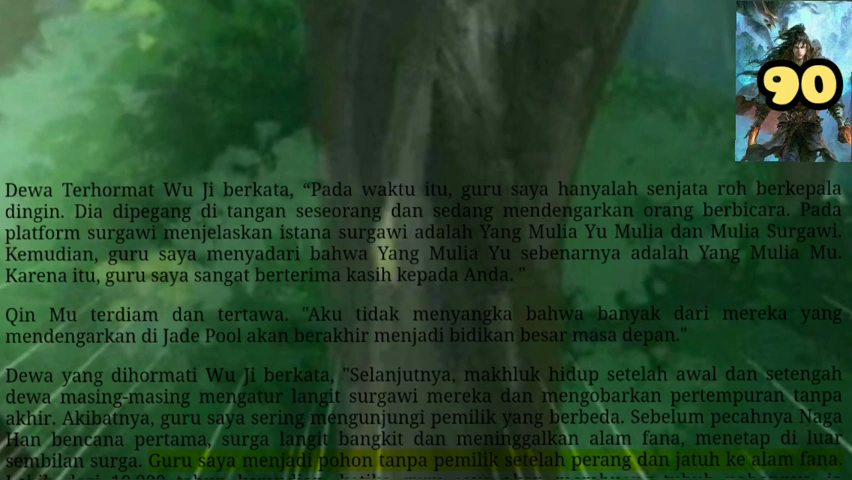 90
Dewa Terhormat Wu Ji berkata, “Pada waktu itu, guru saya hanyalah senjata roh berkepala
dingin. Dia dipegang di tangan seseorang dan sedang mendengarkan orang berbicara. Pada
platform surgawi menjelaskan istana surgawi adalah Yang Mulia Yu Mulia dan Mulia Surgawi.
Kemudian, guru saya menyadari bahwa Yang Mulia Yu sebenarnya adalah Yang Mulia Mu.
Karena itu, guru saya sangat berterima kasih kepada Anda. "
Qin Mu terdiam dan tertawa. "Aku tidak menyangka bahwa banyak dari mereka yang
mendengarkan di Jade Pool akan berakhir menjadi bidikan besar masa depan."
Dewa yang dihormati Wu Ji berkata, "Selanjutnya, makhluk hidup setelah awal dan setengah
dewa masing-masing mengatur langit surgawi mereka dan mengobarkan pertempuran tanpa
akhir. Akibatnya, guru saya sering mengunjungi pemilik yang berbeda. Sebelum pecahnya Naga
Han bencana pertama, surga langit bangkit dan meninggalkan alam fana, menetap di luar
sembilan surga. Guru saya menjadi pohon tanpa pemilik setelah perang dan jatuh ke alam fana.